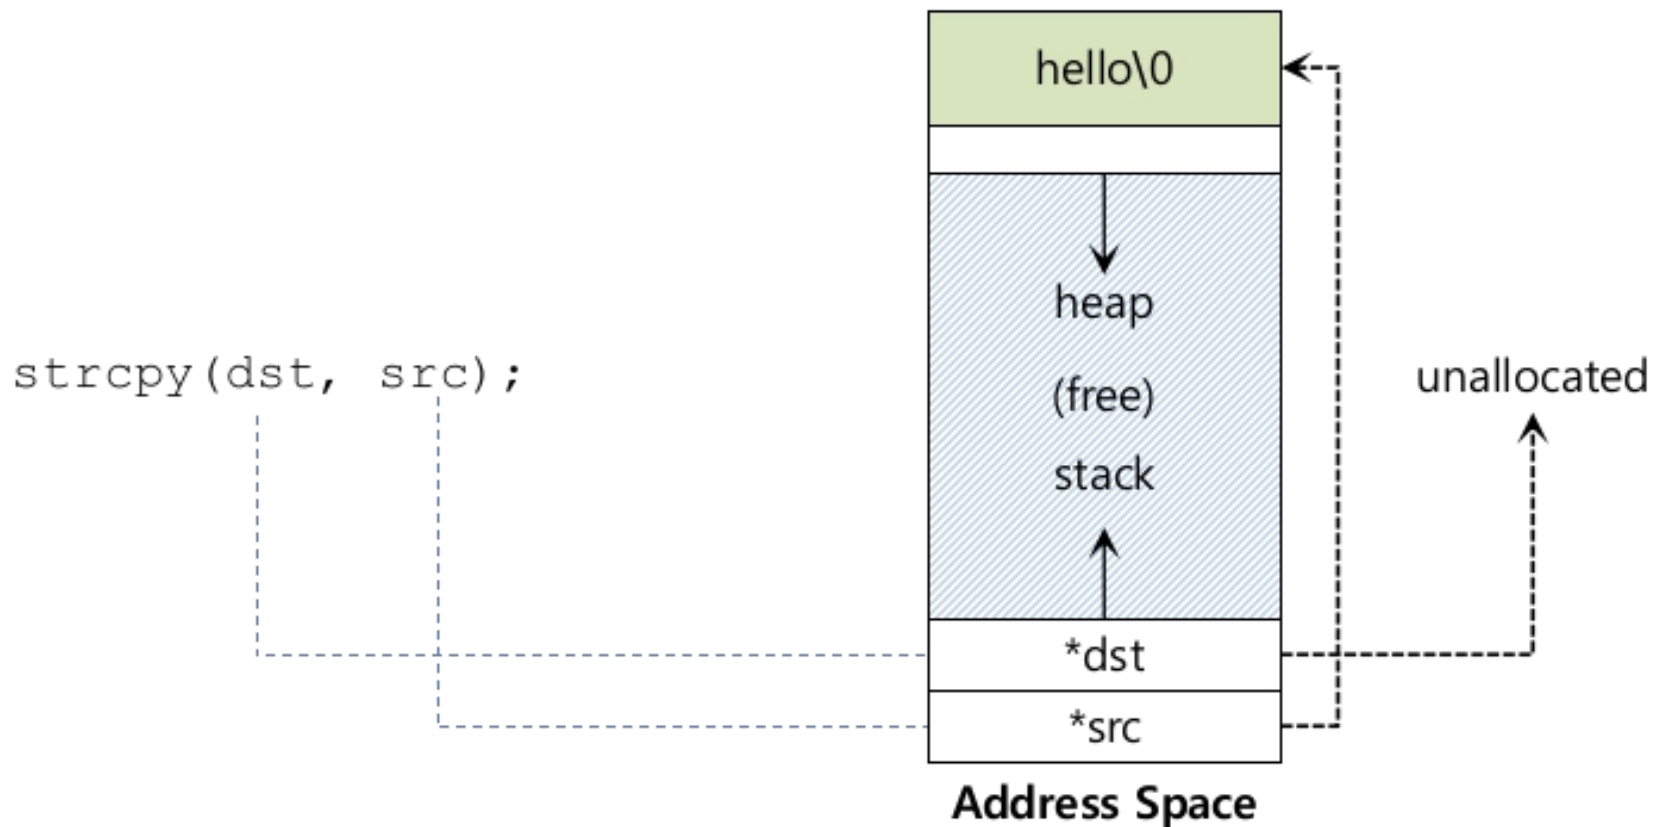 hello\0
heap
(free)
stack
strcpy(dst, src);
unallocated
*dst
*src
Address Space